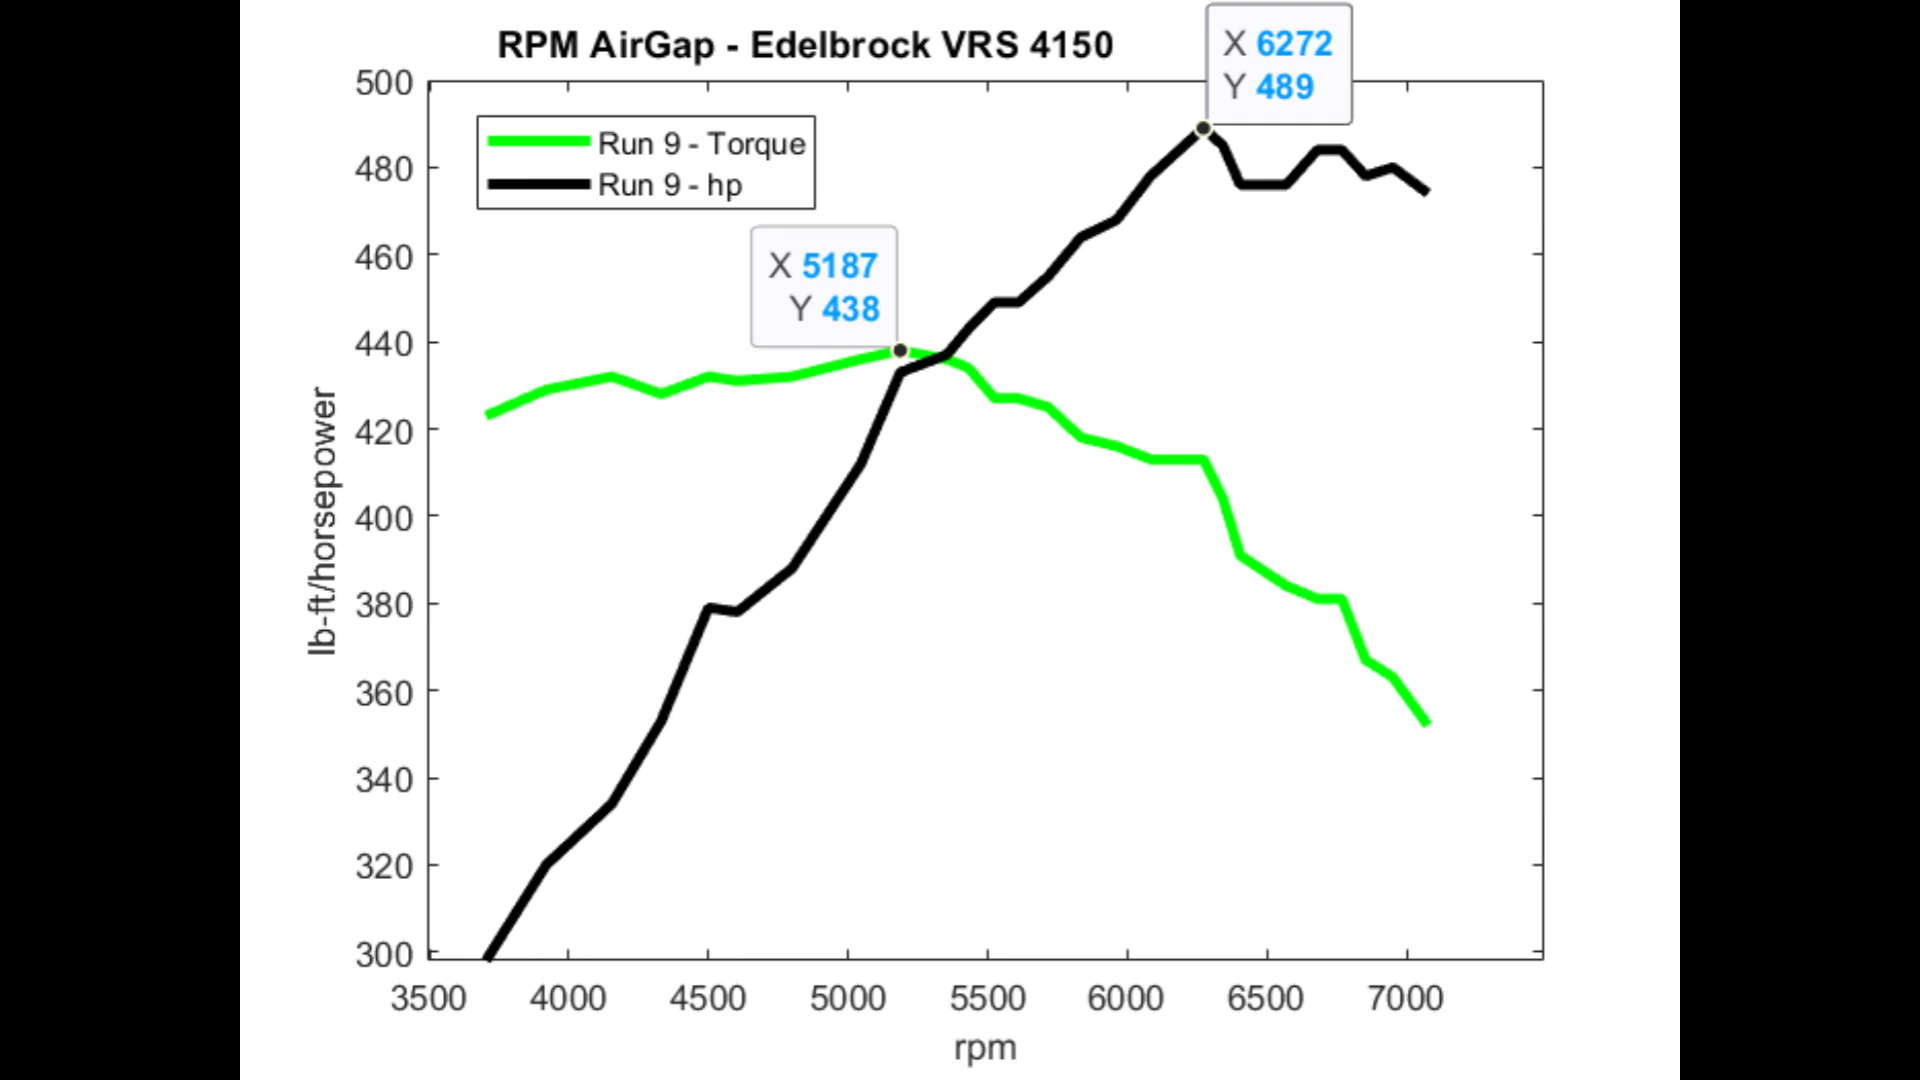 RPM AirGap - Edelbrock VRS 4150
X 6272
Y 489
500
Run 9 - Torque
Run 9 - hp
480
X 5187
Y 438
460
440
420
400
380
360
340
320
300
lb-ft/horsepower
3500 4000 4500 5000 5500 6000 6500 7000
rpm